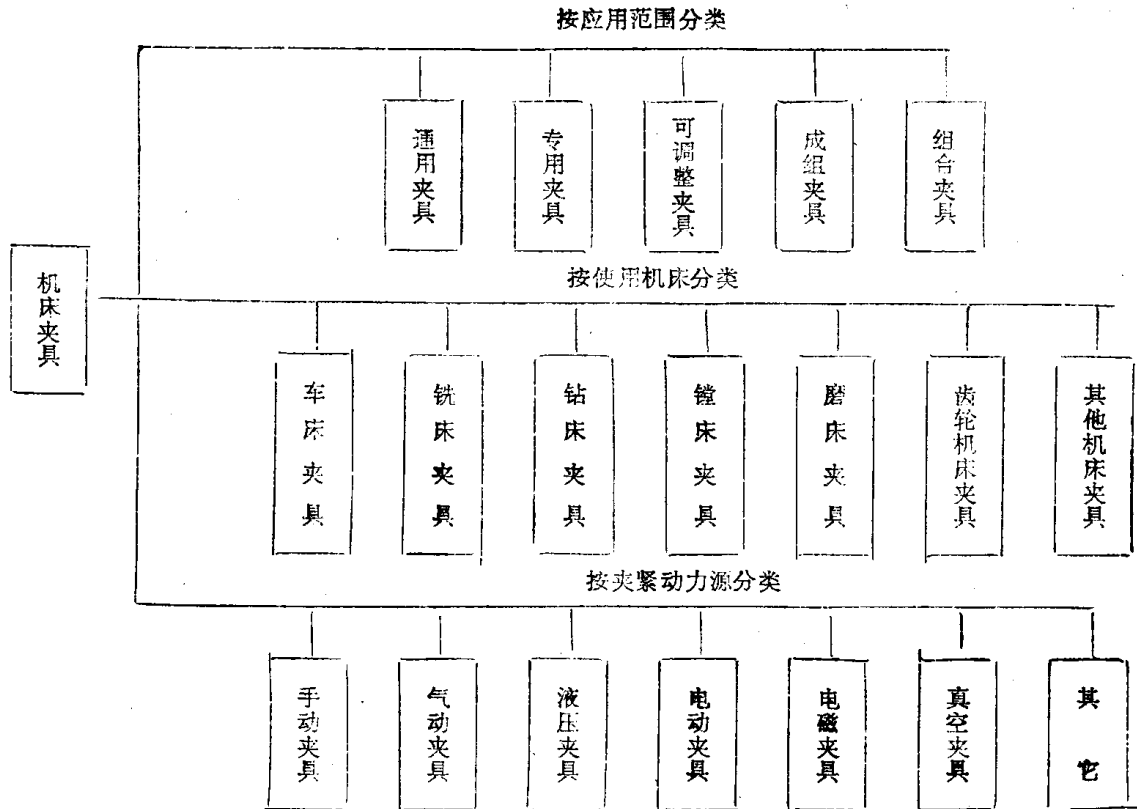 按应用范围分类
通用夹具
专用夹具
可调整夹具
成组夹具
组合夹具
机床夹具
按使用机床分类
车床夹具
铣床夹具
钻床夹具
镗床夹具
磨床夹具
齿轮机床夹具
其他机床夹具
按夹紧动力源分类
手动夹具
气动夹具
液压夹具
电动夹具
电磁夹具
真空夹具
其它